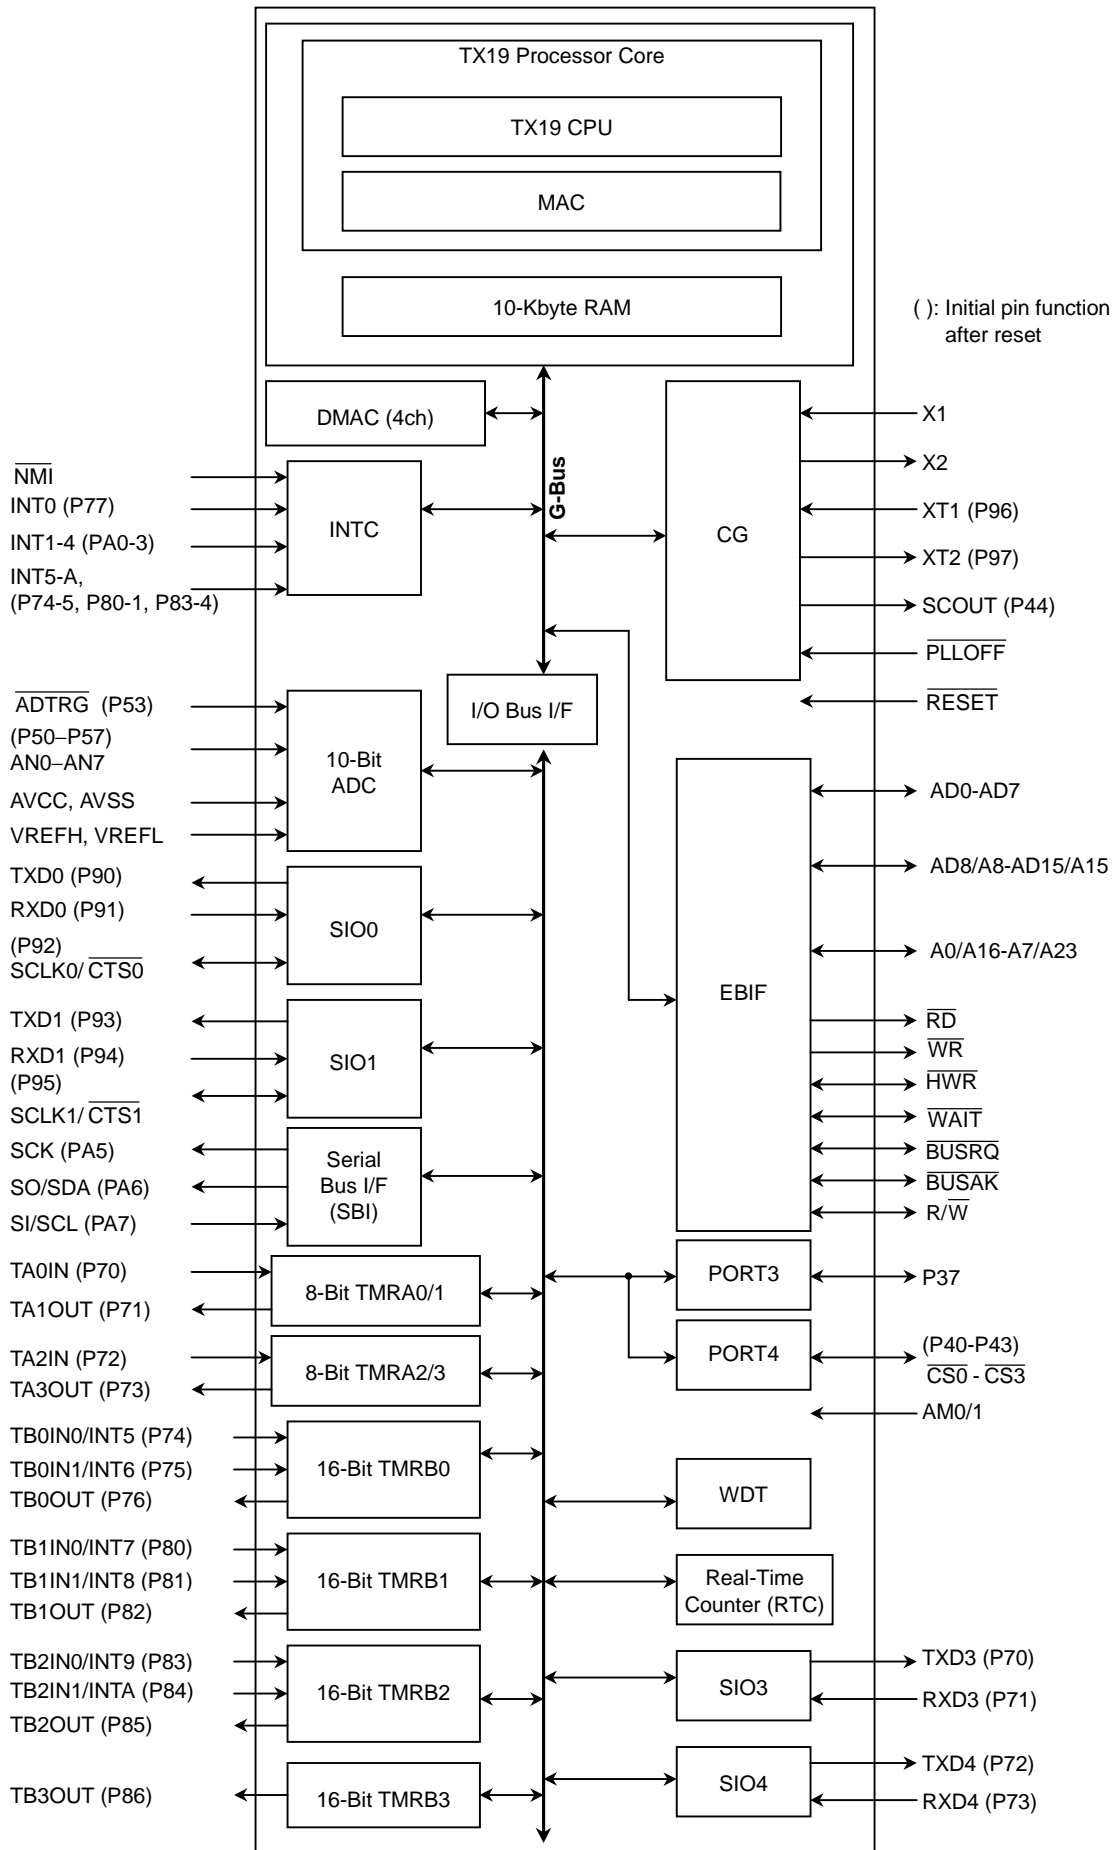 TX19 Processor Core
TX19 CPU
MAC
10-Kbyte RAM
( ): Initial pin function
after reset
DMAC (4ch)
G-Bus
NMI
INT0 (P77)
INT1-4 (PA0-3)
INT5-A,
(P74-5, P80-1, P83-4)
INTC
CG
X1
X2
XT1 (P96)
XT2 (P97)
SCOUT (P44)
PLLOFF
RESET
I/O Bus I/F
ADTRG (P53)
(P50–P57)
AN0–AN7
AVCC, AVSS
VREFH, VREFL
10-Bit
ADC
TXD0 (P90)
RXD0 (P91)
(P92)
SCLK0/ CTS0
SIO0
TXD1 (P93)
RXD1 (P94)
(P95)
SCLK1/ CTS1
SIO1
SCK (PA5)
SO/SDA (PA6)
SI/SCL (PA7)
Serial
Bus I/F
(SBI)
EBIF
AD0-AD7
AD8/A8-AD15/A15
A0/A16-A7/A23
RD
WR
HWR
WAIT
BUSRQ
BUSAK
R/W
TA0IN (P70)
TA1OUT (P71)
8-Bit TMRA0/1
PORT3
P37
TA2IN (P72)
TA3OUT (P73)
8-Bit TMRA2/3
PORT4
(P40-P43)
CS0 - CS3
AM0/1
TB0IN0/INT5 (P74)
TB0IN1/INT6 (P75)
TB0OUT (P76)
16-Bit TMRB0
WDT
TB1IN0/INT7 (P80)
TB1IN1/INT8 (P81)
TB1OUT (P82)
16-Bit TMRB1
Real-Time
Counter (RTC)
TB2IN0/INT9 (P83)
TB2IN1/INTA (P84)
TB2OUT (P85)
16-Bit TMRB2
SIO3
TXD3 (P70)
RXD3 (P71)
TB3OUT (P86)
16-Bit TMRB3
SIO4
TXD4 (P72)
RXD4 (P73)